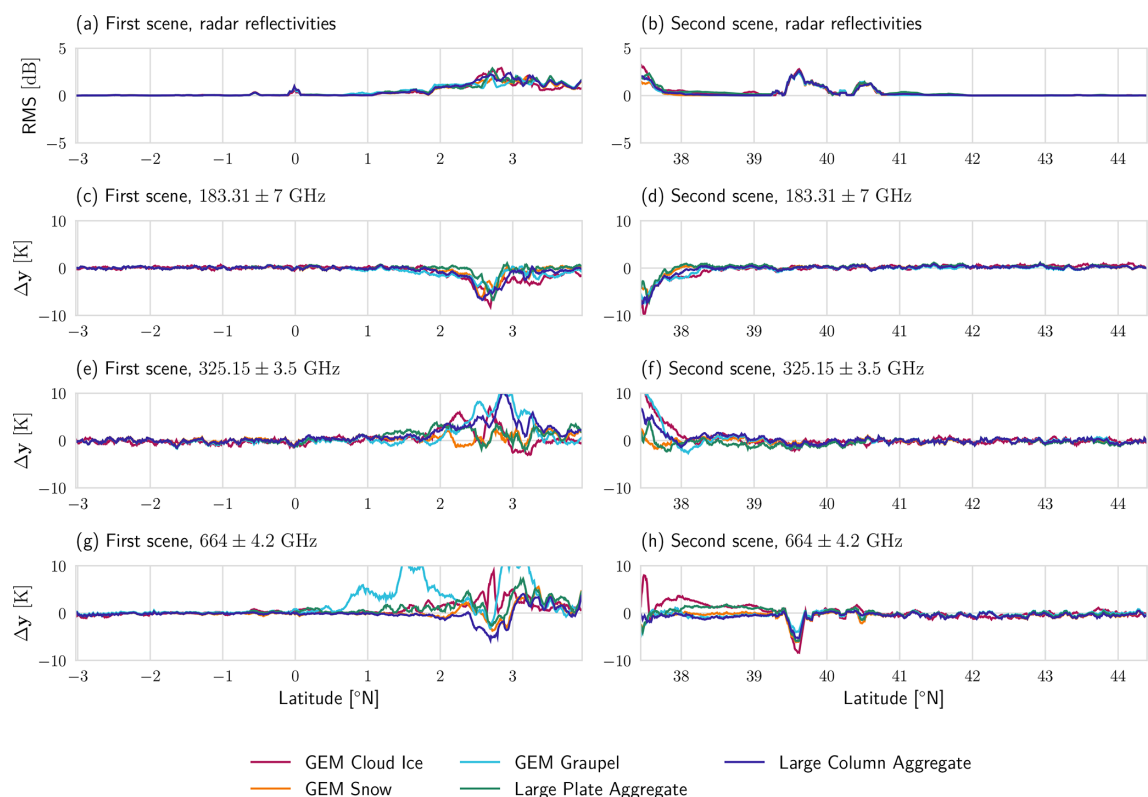 (a) First scene, radar reflectivities
(b) Second scene, radar reflectivities
RMS [dB]
5
0
−5
−3 −2 −1 0 1 2 3
5
0
−5
38 39 40 41 42 43 44
(c) First scene, 183.31 ± 7 GHz
(d) Second scene, 183.31 ± 7 GHz
Δy [K]
10
0
−10
−3 −2 −1 0 1 2 3
10
0
−10
38 39 40 41 42 43 44
(e) First scene, 325.15 ± 3.5 GHz
(f) Second scene, 325.15 ± 3.5 GHz
Δy [K]
10
0
−10
−3 −2 −1 0 1 2 3
10
0
−10
38 39 40 41 42 43 44
(g) First scene, 664 ± 4.2 GHz
(h) Second scene, 664 ± 4.2 GHz
Δy [K]
10
0
−10
−3 −2 −1 0 1 2 3
10
0
−10
38 39 40 41 42 43 44
Latitude [°N]
Latitude [°N]
GEM Cloud Ice
GEM Graupel
Large Column Aggregate
GEM Snow
Large Plate Aggregate